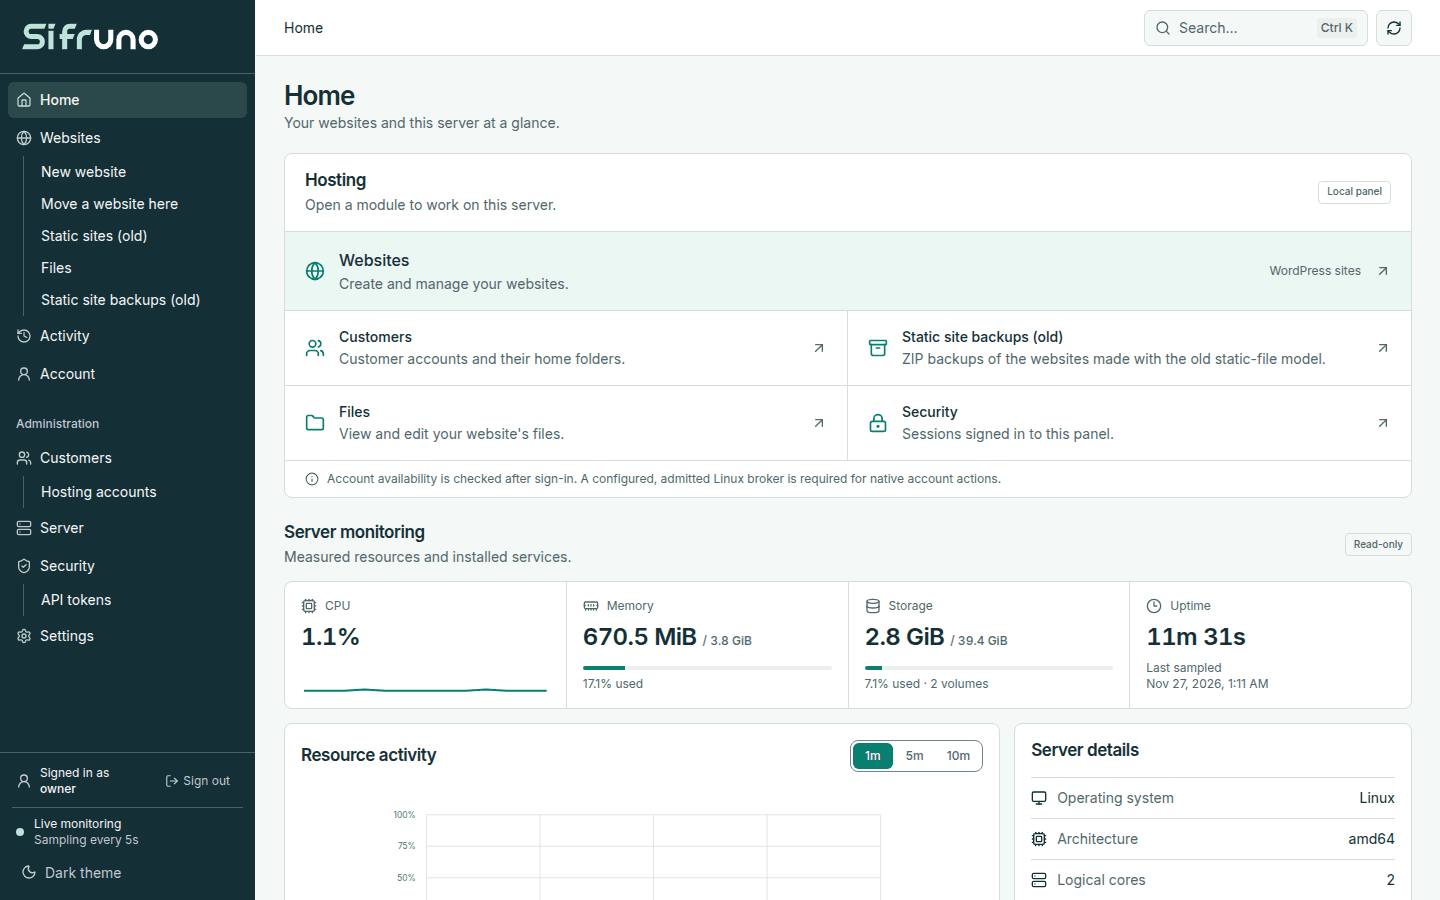 Sifruno
Home
Websites
New website
Move a website here
Static sites (old)
Files
Static site backups (old)
Activity
Account
Administration
Customers
Hosting accounts
Server
Security
API tokens
Settings
Signed in as
owner
Sign out
Live monitoring
Sampling every 5s
Dark theme
Home
Search...
Ctrl K
Home
Your websites and this server at a glance.
Hosting
Open a module to work on this server.
Local panel
Websites
Create and manage your websites.
WordPress sites
Customers
Customer accounts and their home folders.
Static site backups (old)
ZIP backups of the websites made with the old static-file model.
Files
View and edit your website's files.
Security
Sessions signed in to this panel.
Account availability is checked after sign-in. A configured, admitted Linux broker is required for native account actions.
Server monitoring
Measured resources and installed services.
Read-only
CPU
1.1%
Memory
670.5 MiB / 3.8 GiB
17.1% used
Storage
2.8 GiB / 39.4 GiB
7.1% used · 2 volumes
Uptime
11m 31s
Last sampled
Nov 27, 2026, 1:11 AM
Resource activity
1m 5m 10m
100%
75%
50%
Server details
Operating system Linux
Architecture amd64
Logical cores 2